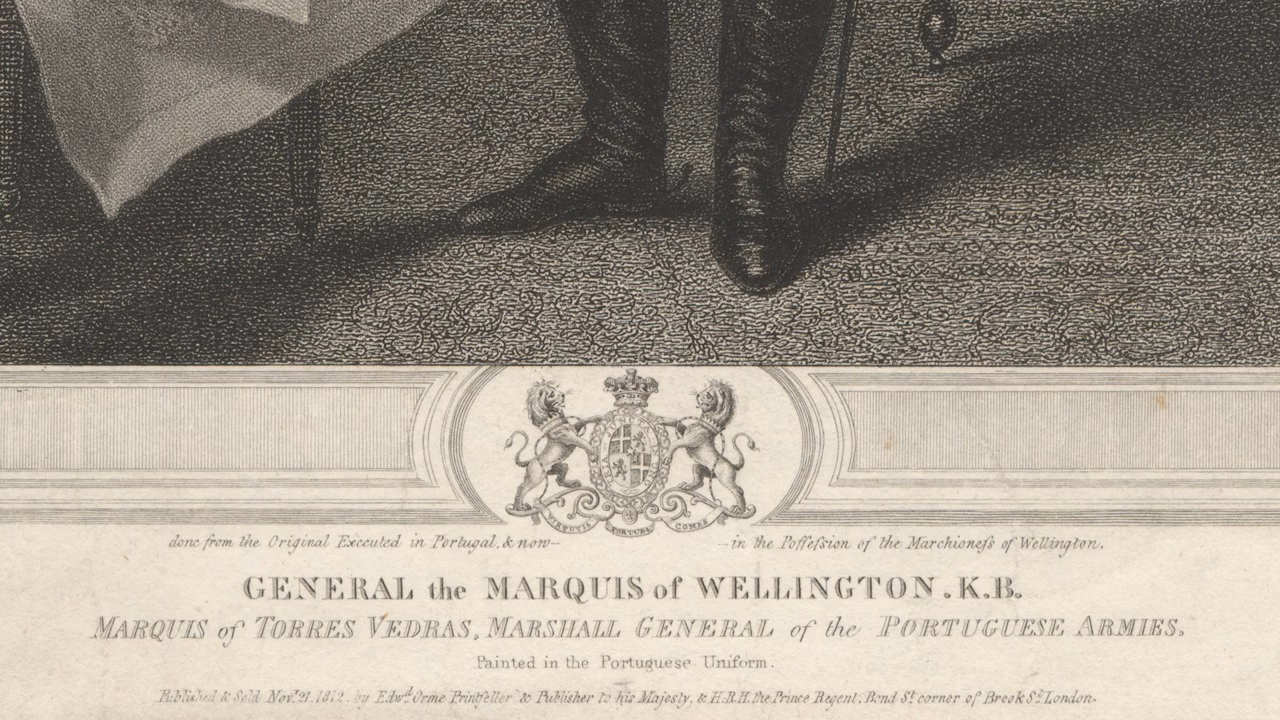 VIRTUTIS FORTUNA COMES
done from the Original Executed in Portugal, & now— —in the Poſſeſsion of the Marchioneſs of Wellington.
GENERAL the MARQUIS of WELLINGTON. K.B.
MARQUIS of TORRES VEDRAS, MARSHALL GENERAL of the PORTUGUESE ARMIES.
Painted in the Portuguese Uniform.
Published & Sold Novr. 21. 1812. by Edwd. Orme Printſeller & Publisher to his Majesty, & H.R.H. the Prince Regent, Bond St. corner of Brook St. London.